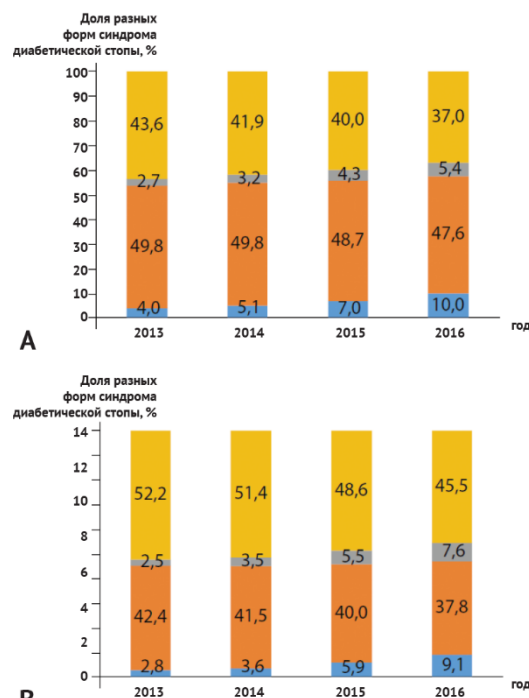 Доля разных
форм синдрома
диабетической стопы, %
100
90
80
70
60
50
40
30
20
10
0
43,6 41,9 40,0 37,0
2,7 3,2 4,3 5,4
49,8 49,8 48,7 47,6
4,0 5,1 7,0 10,0
2013 2014 2015 2016 год
А
Доля разных
форм синдрома
диабетической стопы, %
14
12
10
8
6
4
2
0
52,2 51,4 48,6 45,5
2,5 3,5 5,5 7,6
42,4 41,5 40,0 37,8
2,8 3,6 5,9 9,1
2013 2014 2015 2016 год